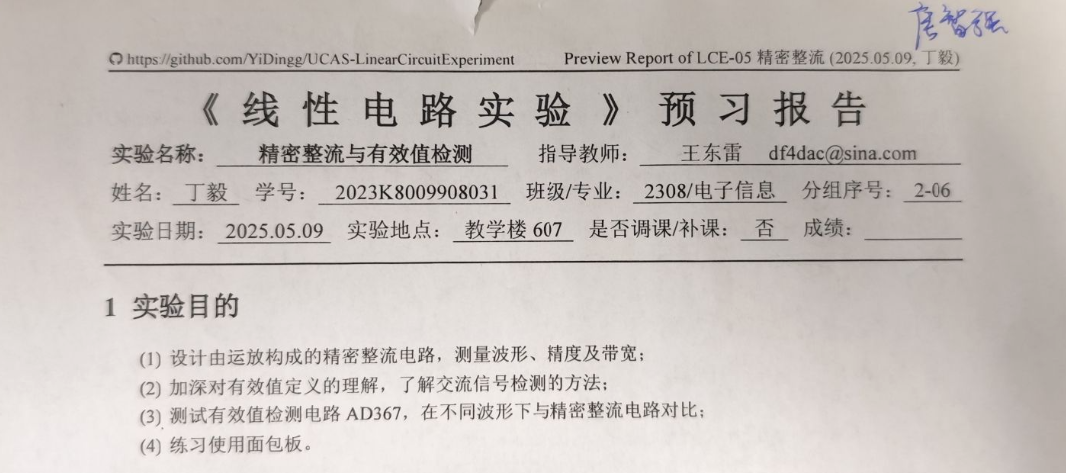 唐智强
https://github.com/YiDingg/UCAS-LinearCircuitExperiment Preview Report of LCE-05 精密整流 (2025.05.09, 丁毅)
《线性电路实验》预习报告
实验名称: 精密整流与有效值检测 指导教师: 王东雷 df4dac@sina.com
姓名: 丁毅 学号: 2023K8009908031 班级/专业: 2308/电子信息 分组序号: 2-06
实验日期: 2025.05.09 实验地点: 教学楼 607 是否调课/补课: 否 成绩:
1 实验目的
(1) 设计由运放构成的精密整流电路，测量波形、精度及带宽；
(2) 加深对有效值定义的理解，了解交流信号检测的方法；
(3) 测试有效值检测电路 AD367，在不同波形下与精密整流电路对比；
(4) 练习使用面包板。